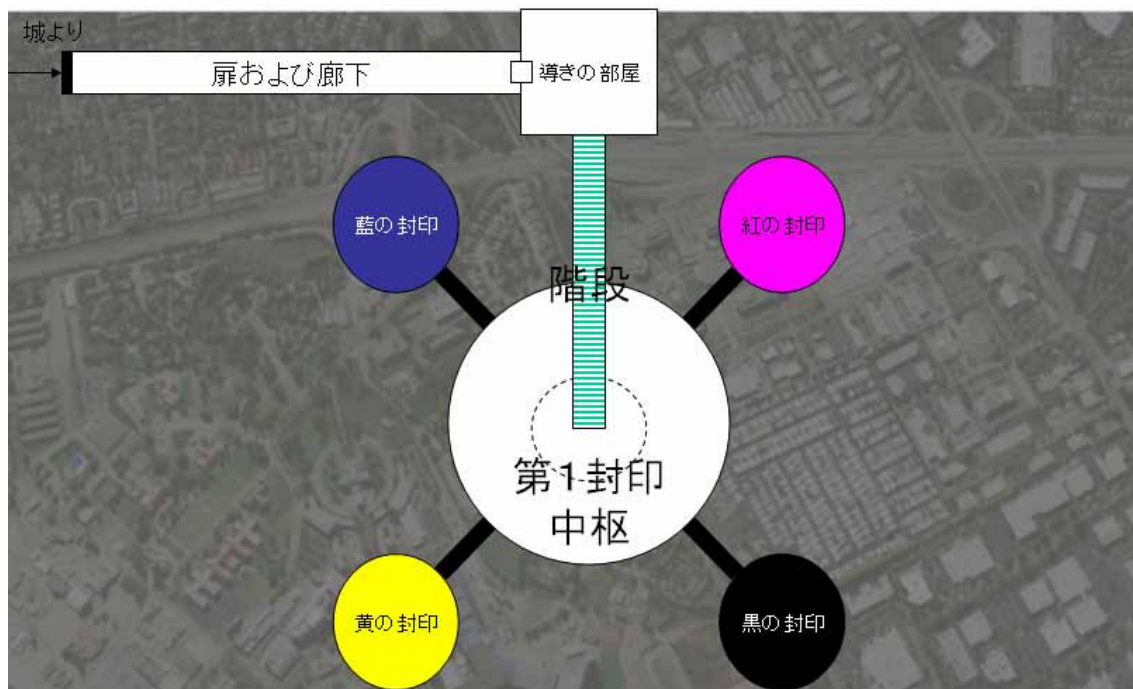 城より
扉および廊下
導きの部屋
藍の封印
紅の封印
階段
第１封印
中枢
黄の封印
黒の封印